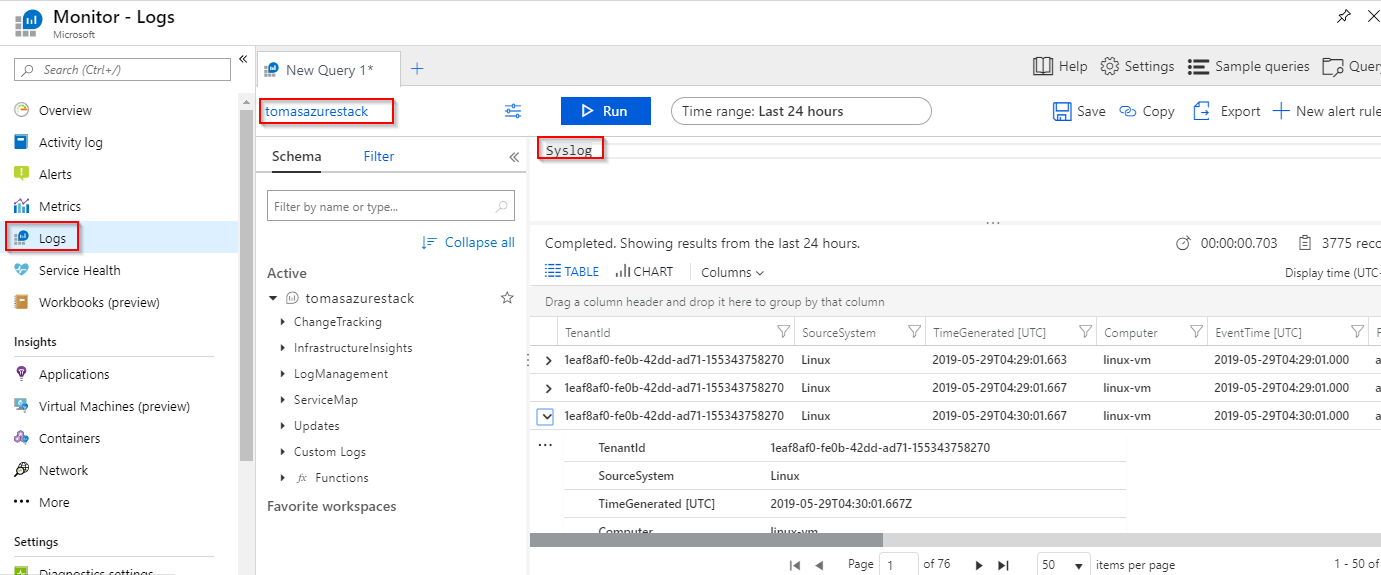 Monitor - Logs
Microsoft
Search (Ctrl+/)
Overview
Activity log
Alerts
Metrics
Logs
Service Health
Workbooks (preview)
Insights
Applications
Virtual Machines (preview)
Containers
Network
More
Settings
Diagnostics settings
New Query 1*
Help
Settings
Sample queries
Query
tomasazurestack
Run
Time range: Last 24 hours
Save
Copy
Export
New alert rule
Schema
Filter
Filter by name or type...
Collapse all
Active
tomasazurestack
ChangeTracking
InfrastructureInsights
LogManagement
ServiceMap
Updates
Custom Logs
fx Functions
Favorite workspaces
Syslog
Completed. Showing results from the last 24 hours.
00:00:00.703
3775 reco
TABLE
CHART
Columns
Display time (UTC-
Drag a column header and drop it here to group by that column
TenantId SourceSystem TimeGenerated [UTC] Computer EventTime [UTC] F
1eaf8af0-fe0b-42dd-ad71-155343758270 Linux 2019-05-29T04:29:01.663 linux-vm 2019-05-29T04:29:01.000 a
1eaf8af0-fe0b-42dd-ad71-155343758270 Linux 2019-05-29T04:29:01.667 linux-vm 2019-05-29T04:29:01.000 a
1eaf8af0-fe0b-42dd-ad71-155343758270 Linux 2019-05-29T04:30:01.667 linux-vm 2019-05-29T04:30:01.000 a
TenantId 1eaf8af0-fe0b-42dd-ad71-155343758270
SourceSystem Linux
TimeGenerated [UTC] 2019-05-29T04:30:01.667Z
Computer linux-vm
Page 1 of 76
50 items per page
1 - 50 of